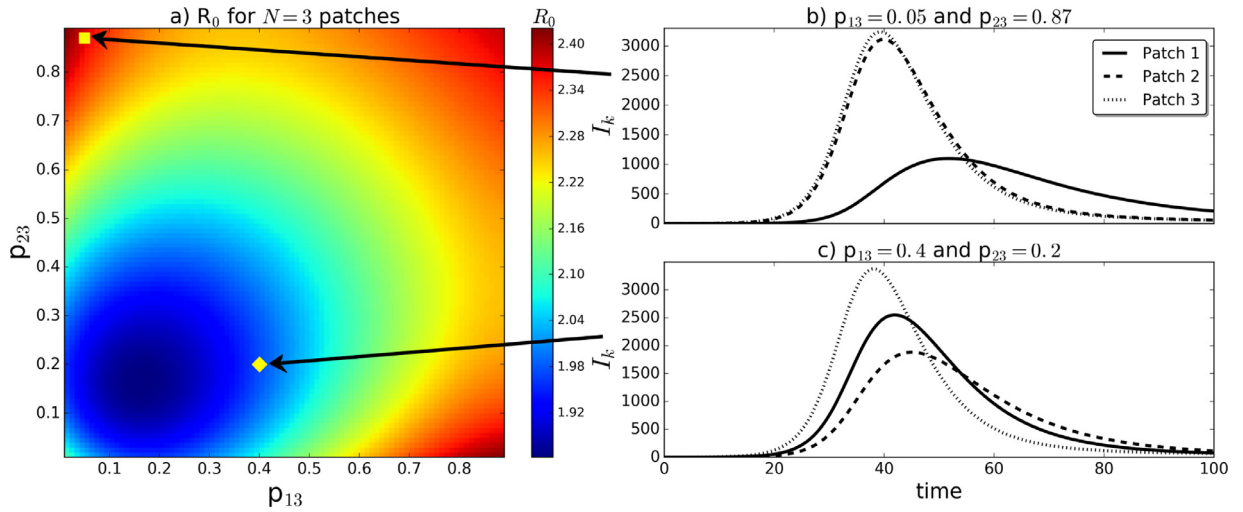 a) R₀ for N=3 patches
R₀
2.40
2.34
2.28
2.22
2.16
2.10
2.04
1.98
1.92
0.8
0.7
0.6
0.5
0.4
0.3
0.2
0.1
p₂₃
0.1 0.2 0.3 0.4 0.5 0.6 0.7 0.8
p₁₃
b) p₁₃=0.05 and p₂₃=0.87
3000
2500
2000
1500
1000
500
0
Iₖ
Patch 1
Patch 2
Patch 3
c) p₁₃=0.4 and p₂₃=0.2
3000
2500
2000
1500
1000
500
0
Iₖ
0 20 40 60 80 100
time